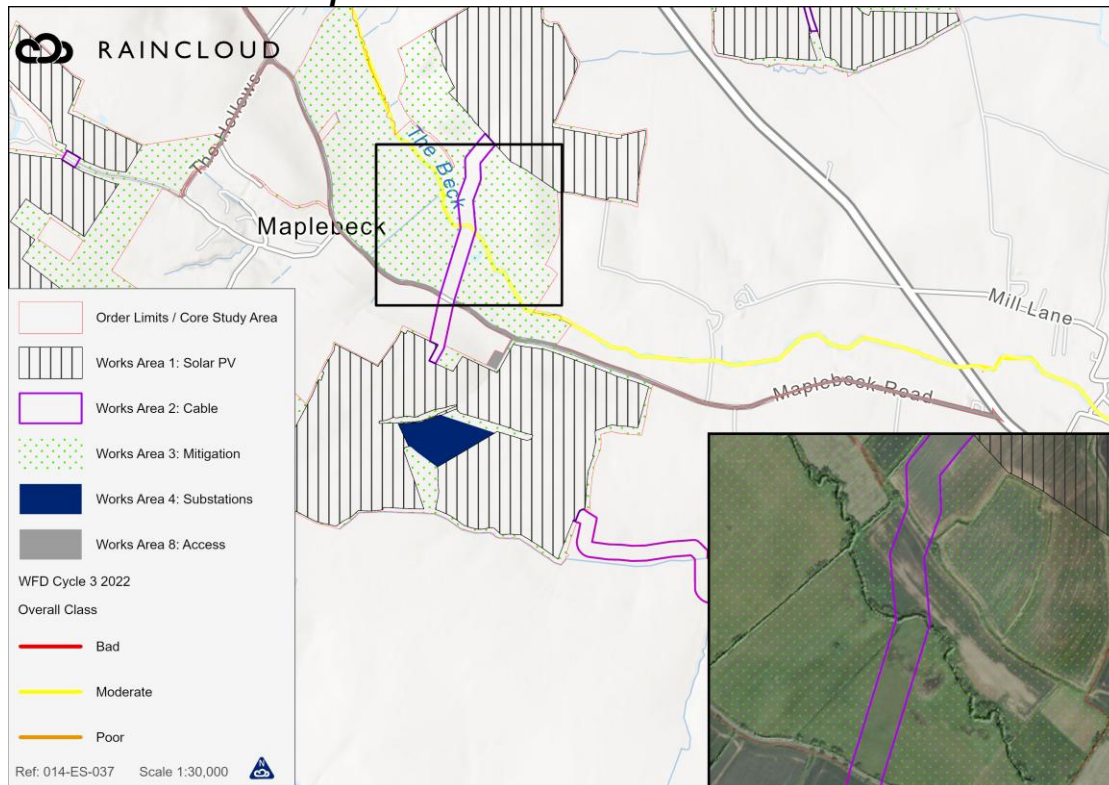 RAINCLOUD
The Hollows
The Beck
Maplebeck
Mill Lane
Maplebeck Road
Order Limits / Core Study Area
Works Area 1: Solar PV
Works Area 2: Cable
Works Area 3: Mitigation
Works Area 4: Substations
Works Area 8: Access
WFD Cycle 3 2022
Overall Class
Bad
Moderate
Poor
Ref: 014-ES-037 Scale 1:30,000
N